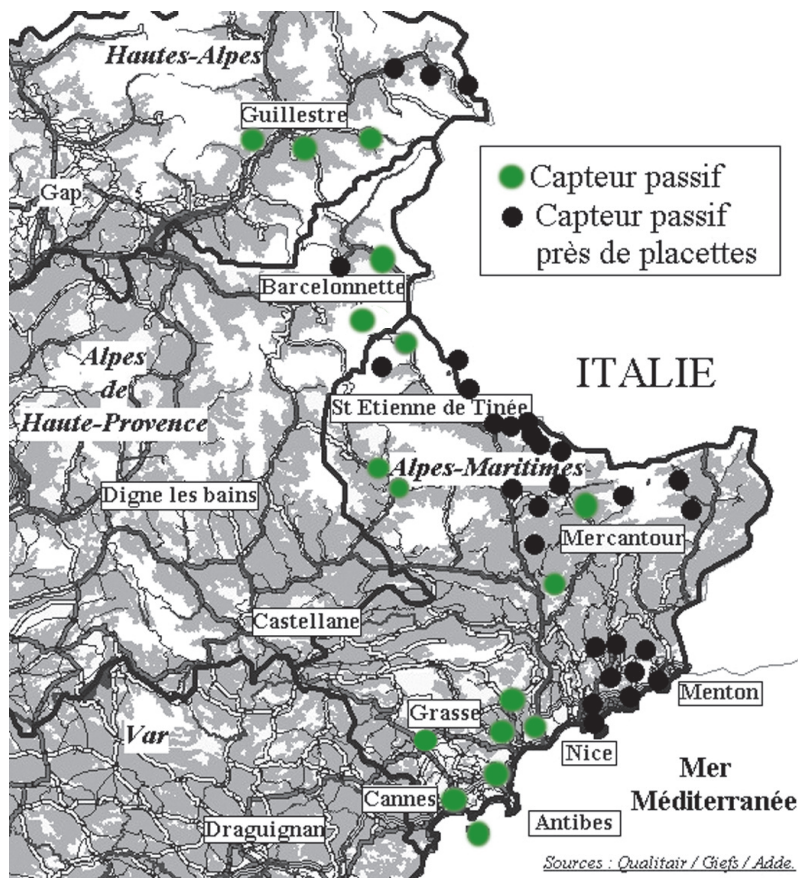 Hautes-Alpes
Guillestre
Capteur passif
Capteur passif
près de placettes
Gap
Barcelonnette
Alpes
de
Haute-Provence
ITALIE
St Etienne de Tinée
Alpes-Maritimes
Digne les bains
Mercantour
Castellane
Menton
Grasse
Var
Nice
Mer
Méditerranée
Cannes
Antibes
Draguignan
Sources : Qualitair / Giefs / Adde.